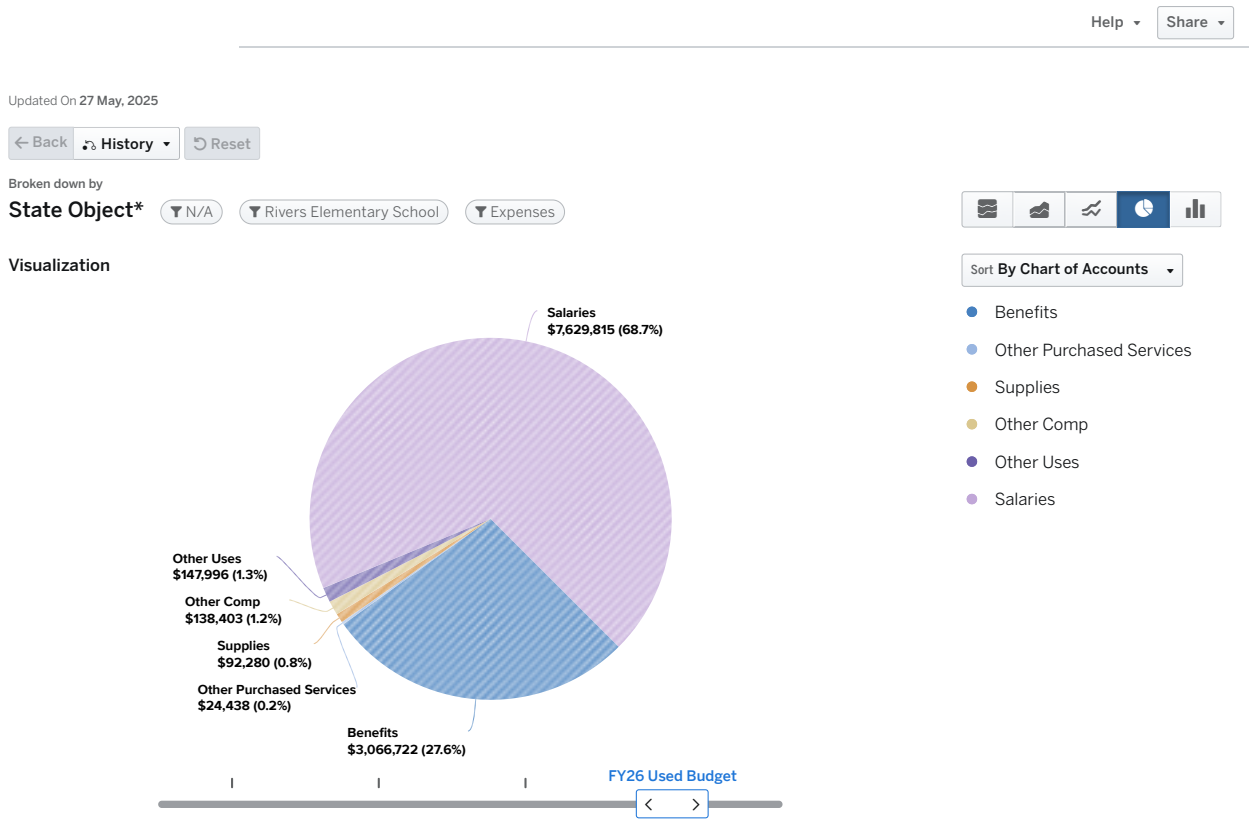 Help
Share
Updated On 27 May, 2025
Back
History
Reset
Broken down by
State Object*
N/A
Rivers Elementary School
Expenses
Visualization
Sort By Chart of Accounts
Benefits
Other Purchased Services
Supplies
Other Comp
Other Uses
Salaries
Salaries
$7,629,815 (68.7%)
Other Uses
$147,996 (1.3%)
Other Comp
$138,403 (1.2%)
Supplies
$92,280 (0.8%)
Other Purchased Services
$24,438 (0.2%)
Benefits
$3,066,722 (27.6%)
FY26 Used Budget